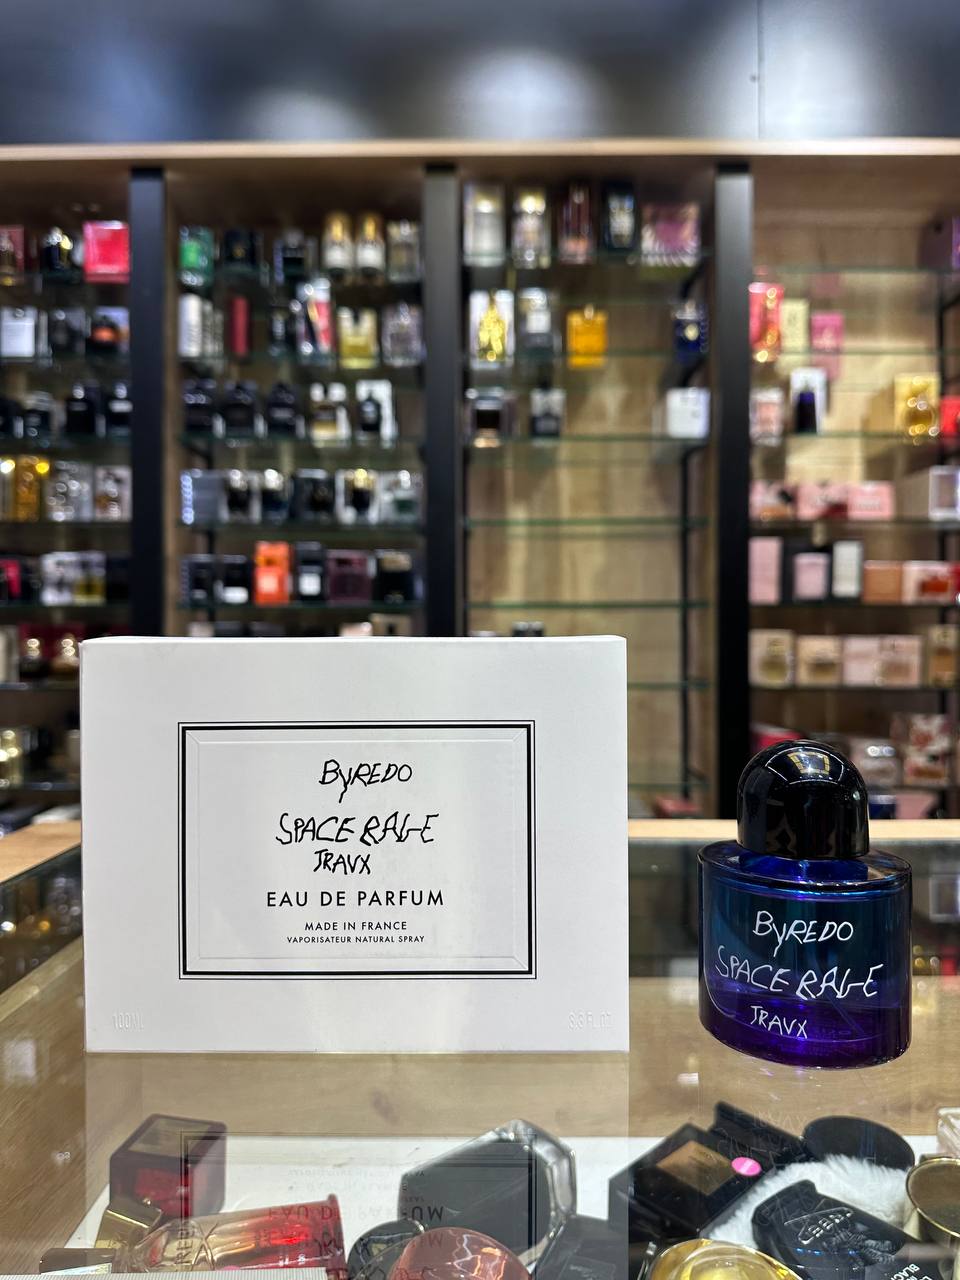 BYREDO
SPACE RAGE
TRAVX
EAU DE PARFUM
MADE IN FRANCE
VAPORISATEUR NATURAL SPRAY
100ML
3.3 FL.OZ
BYREDO
SPACE RAGE
TRAVX